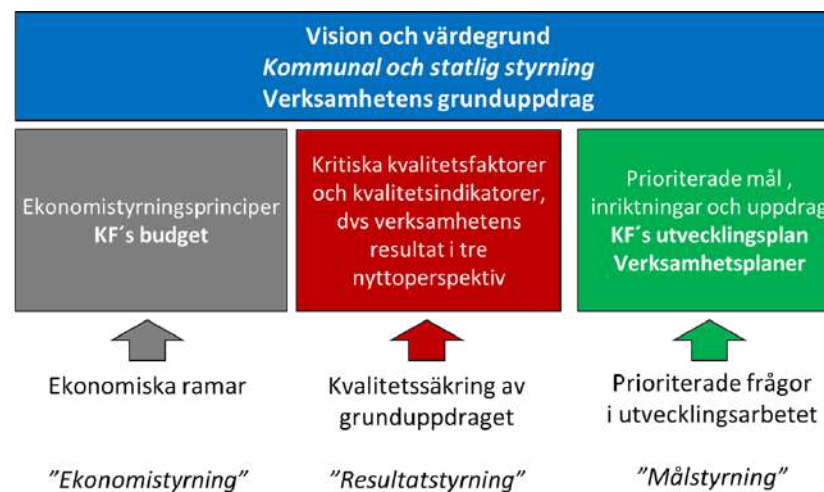 Vision och värdegrund
Kommunal och statlig styrning
Verksamhetens grunduppdrag
Ekonomistyrningsprinciper
KF´s budget
Kritiska kvalitetsfaktorer
och kvalitetsindikatorer,
dvs verksamhetens
resultat i tre
nyttoperspektiv
Prioriterade mål ,
inriktningar och uppdrag
KF´s utvecklingsplan
Verksamhetsplaner
Ekonomiska ramar
Kvalitetssäkring av
grunduppdraget
Prioriterade frågor
i utvecklingsarbetet
”Ekonomistyrning”
”Resultatstyrning”
”Målstyrning”